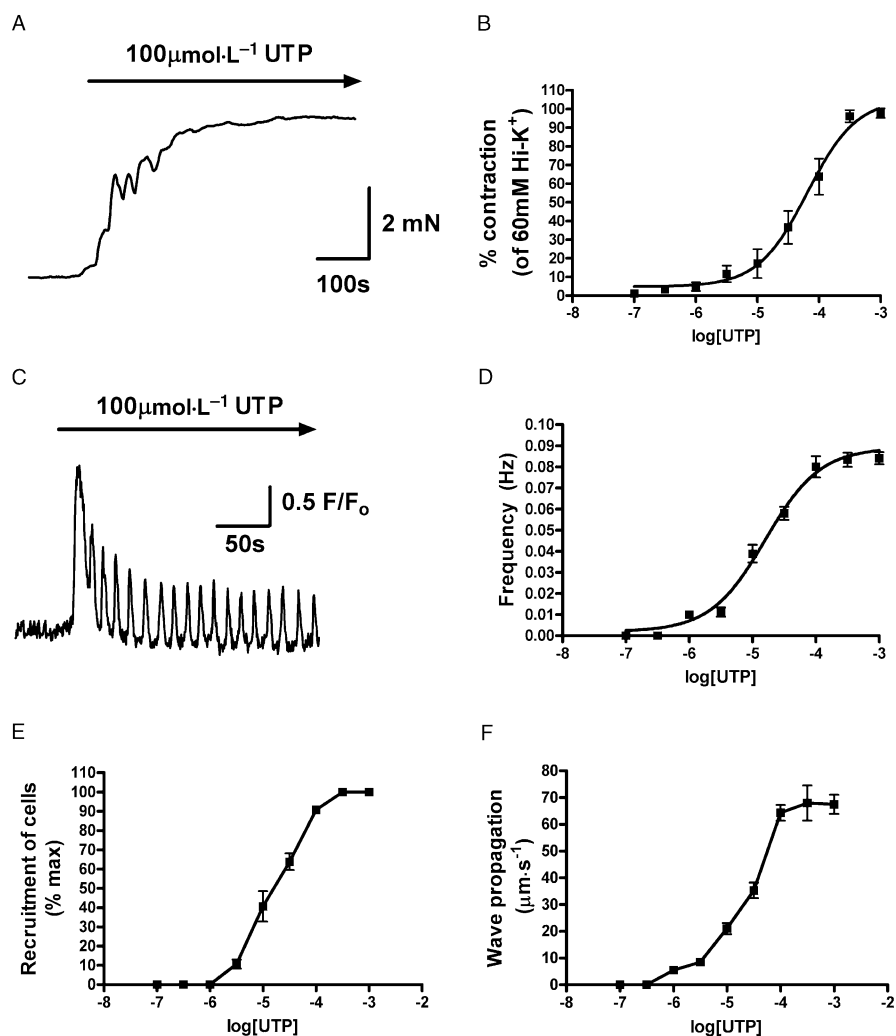 A
100μmol·L⁻¹ UTP
2 mN
100s
B
% contraction
(of 60mM Hi-K⁺)
110
100
90
80
70
60
50
40
30
20
10
0
-8 -7 -6 -5 -4 -3
log[UTP]
C
100μmol·L⁻¹ UTP
0.5 F/Fₒ
50s
D
Frequency (Hz)
0.10
0.09
0.08
0.07
0.06
0.05
0.04
0.03
0.02
0.01
0.00
-8 -7 -6 -5 -4 -3
log[UTP]
E
Recruitment of cells
(% max)
110
100
90
80
70
60
50
40
30
20
10
0
-8 -7 -6 -5 -4 -3 -2
log[UTP]
F
Wave propagation
(μm·s⁻¹)
80
70
60
50
40
30
20
10
0
-8 -7 -6 -5 -4 -3 -2
log[UTP]